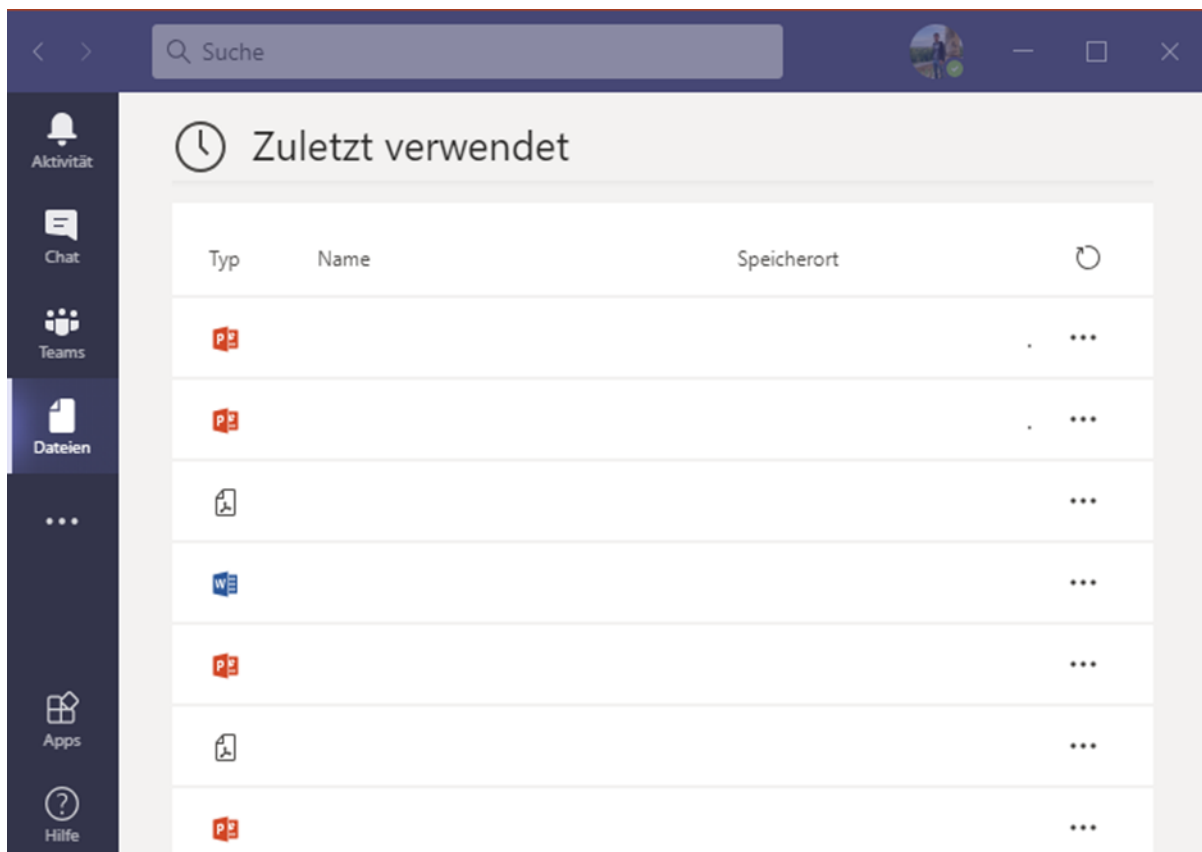 Suche
Aktivität
Zuletzt verwendet
Chat
Typ Name Speicherort
Teams
Dateien
Apps
Hilfe